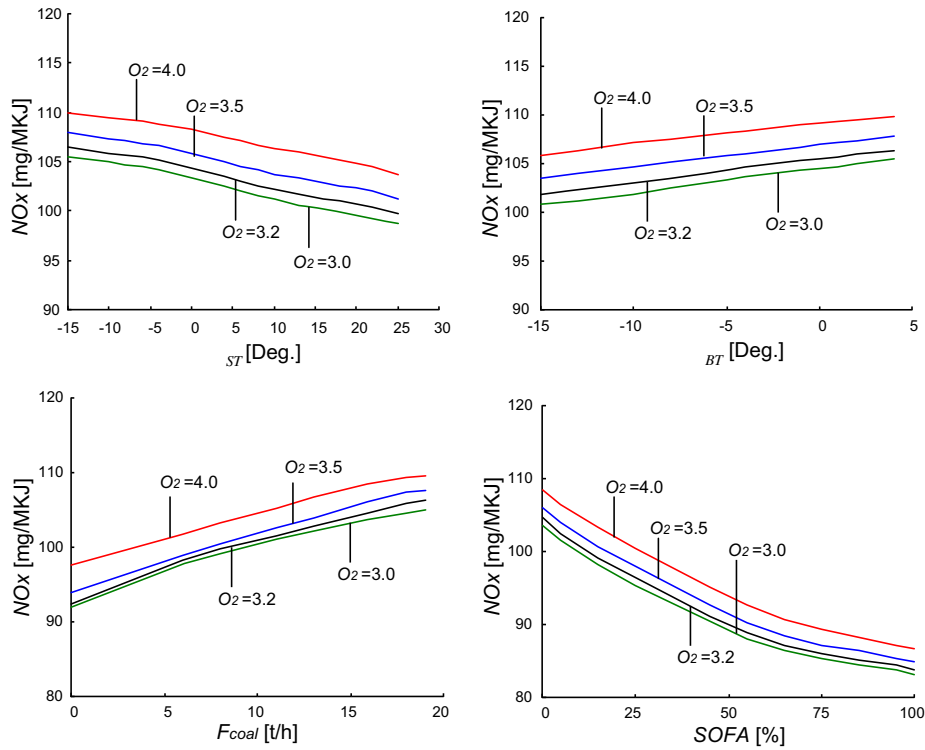 120
115
110
105
100
95
90
NOx [mg/MKJ]
O2=4.0
O2=3.5
O2=3.2
O2=3.0
-15 -10 -5 0 5 10 15 20 25 30
ST [Deg.]
120
115
110
105
100
95
90
NOx [mg/MKJ]
O2=4.0
O2=3.5
O2=3.2
O2=3.0
-15 -10 -5 0 5
BT [Deg.]
120
110
100
90
80
NOx [mg/MKJ]
O2=4.0
O2=3.5
O2=3.2
O2=3.0
0 5 10 15 20
Fcoal [t/h]
120
110
100
90
80
NOx [mg/MKJ]
O2=4.0
O2=3.5
O2=3.0
O2=3.2
0 25 50 75 100
SOFA [%]